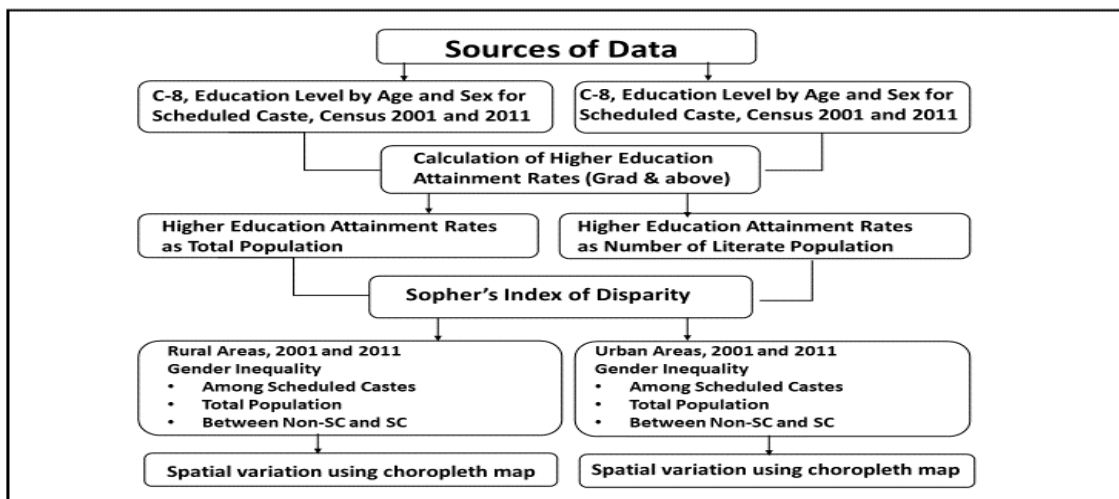 Sources of Data
C-8, Education Level by Age and Sex for
Scheduled Caste, Census 2001 and 2011
C-8, Education Level by Age and Sex for
Scheduled Caste, Census 2001 and 2011
Calculation of Higher Education
Attainment Rates (Grad & above)
Higher Education Attainment Rates
as Total Population
Higher Education Attainment Rates
as Number of Literate Population
Sopher's Index of Disparity
Rural Areas, 2001 and 2011
Gender Inequality
• Among Scheduled Castes
• Total Population
• Between Non-SC and SC
Urban Areas, 2001 and 2011
Gender Inequality
• Among Scheduled Castes
• Total Population
• Between Non-SC and SC
Spatial variation using choropleth map
Spatial variation using choropleth map